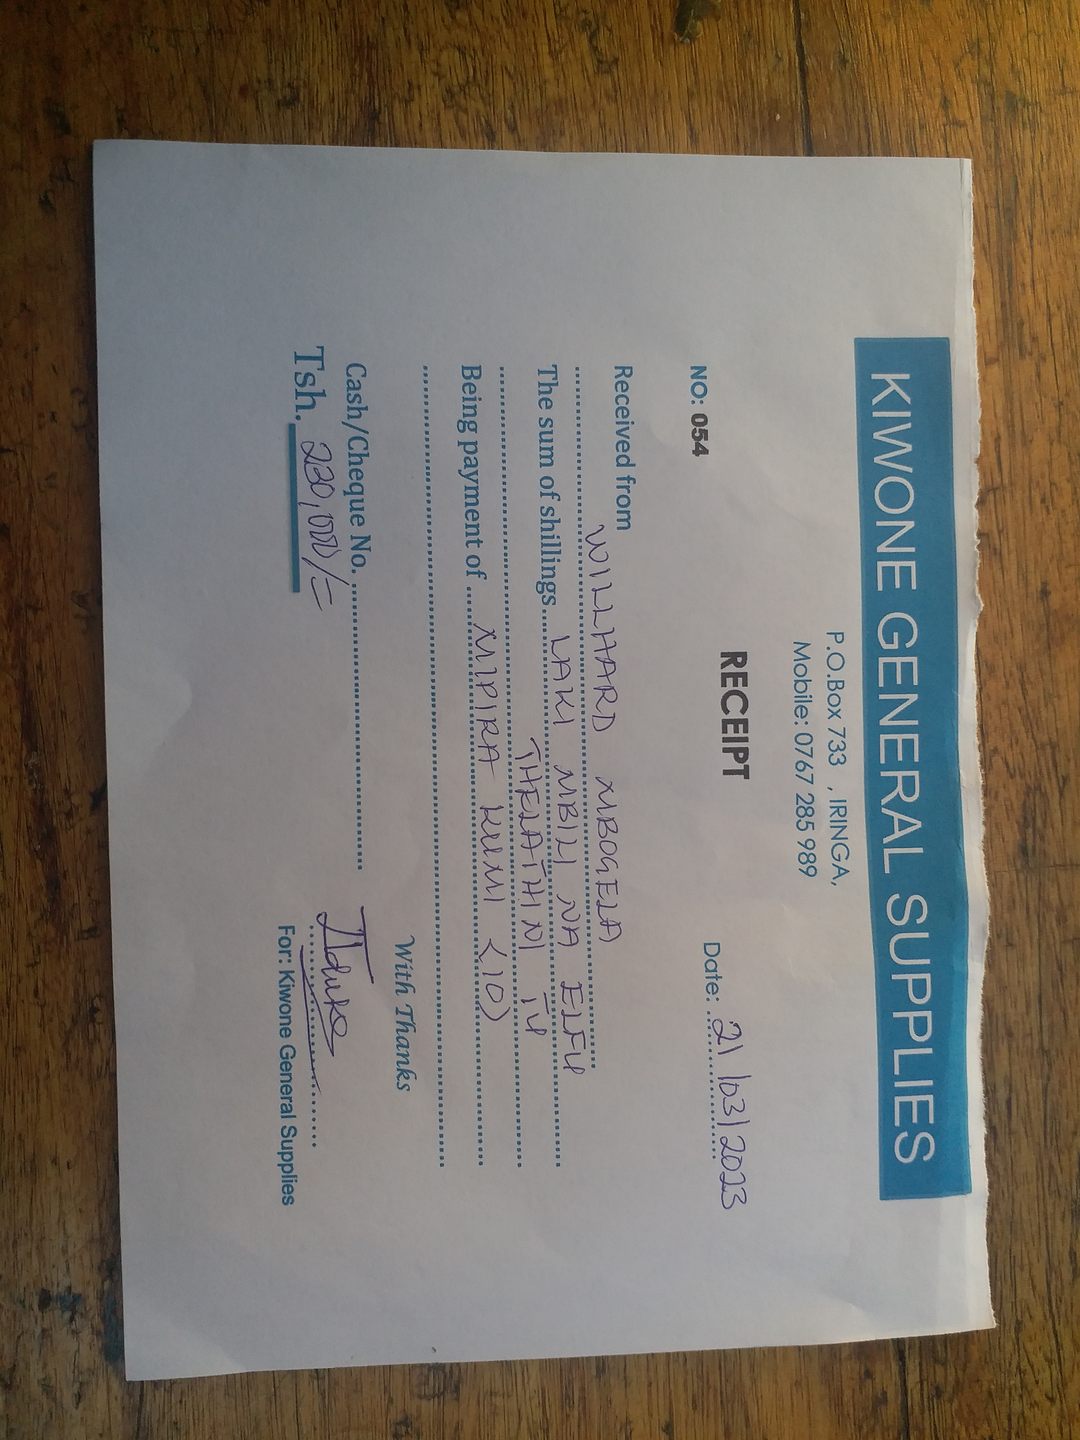 KIWONE GENERAL SUPPLIES
P.O.Box 733 , IRINGA,
Mobile: 0767 285 989
RECEIPT
NO: 054 Date: 21/03/2023
Received from WILLHARD MBOGELA
The sum of shillings LAKI MBILI NA ELFU
THELATHINI TU
Being payment of MIPIRA KUMI (10)
Cash/Cheque No.
With Thanks
Tsh. 230,000/=
For: Kiwone General Supplies